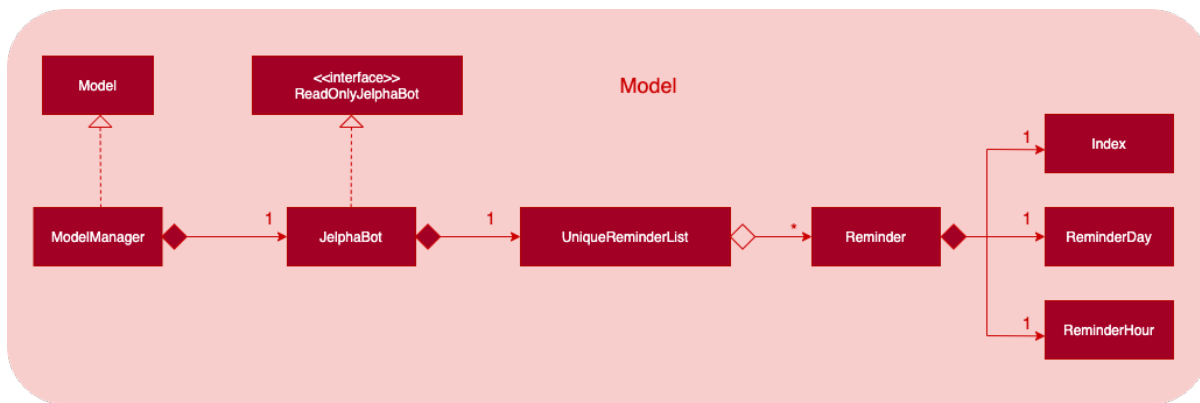 Model
<<interface>>
ReadOnlyJelphaBot
Model
Index
1
ModelManager
1
JelphaBot
1
UniqueReminderList
*
Reminder
1
ReminderDay
1
ReminderHour